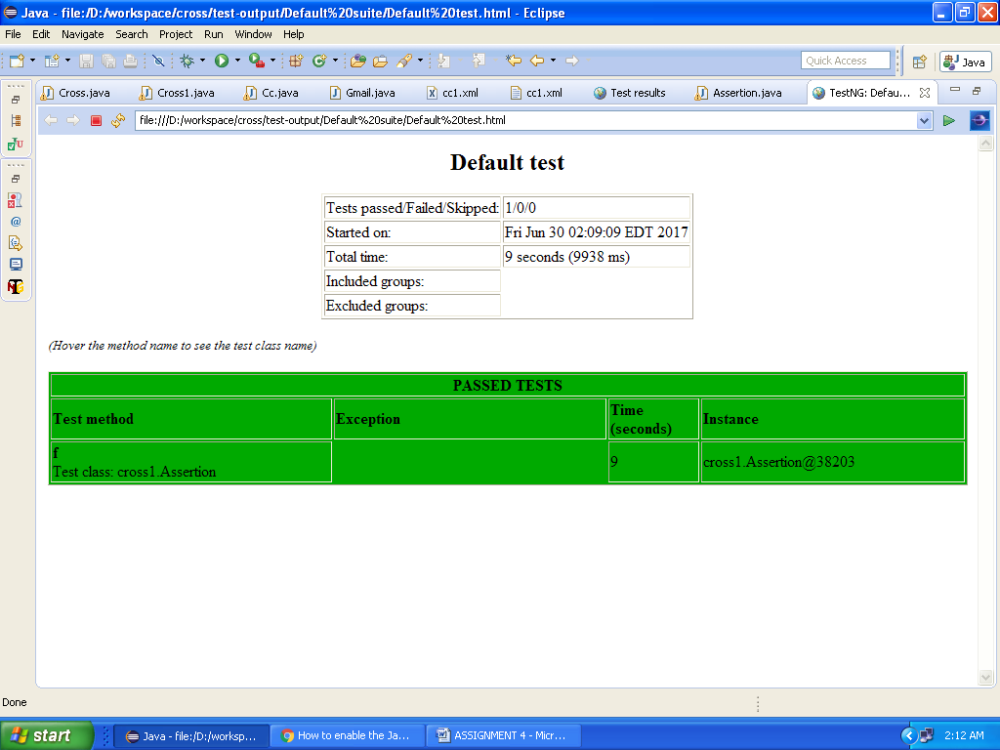 Java - file:/D:/workspace/cross/test-output/Default%20suite/Default%20test.html - Eclipse
File Edit Navigate Search Project Run Window Help
Quick Access Java
Cross.java Cross1.java Cc.java Gmail.java cc1.xml cc1.xml Test results Assertion.java TestNG: Defau...
file:///D:/workspace/cross/test-output/Default%20suite/Default%20test.html
Default test
Tests passed/Failed/Skipped: 1/0/0
Started on: Fri Jun 30 02:09:09 EDT 2017
Total time: 9 seconds (9938 ms)
Included groups:
Excluded groups:
(Hover the method name to see the test class name)
PASSED TESTS
Test method Exception Time (seconds) Instance
f
Test class: cross1.Assertion 9 cross1.Assertion@38203
Done
start Java - file:/D:/worksp... How to enable the Ja... ASSIGNMENT 4 - Micr... 2:12 AM